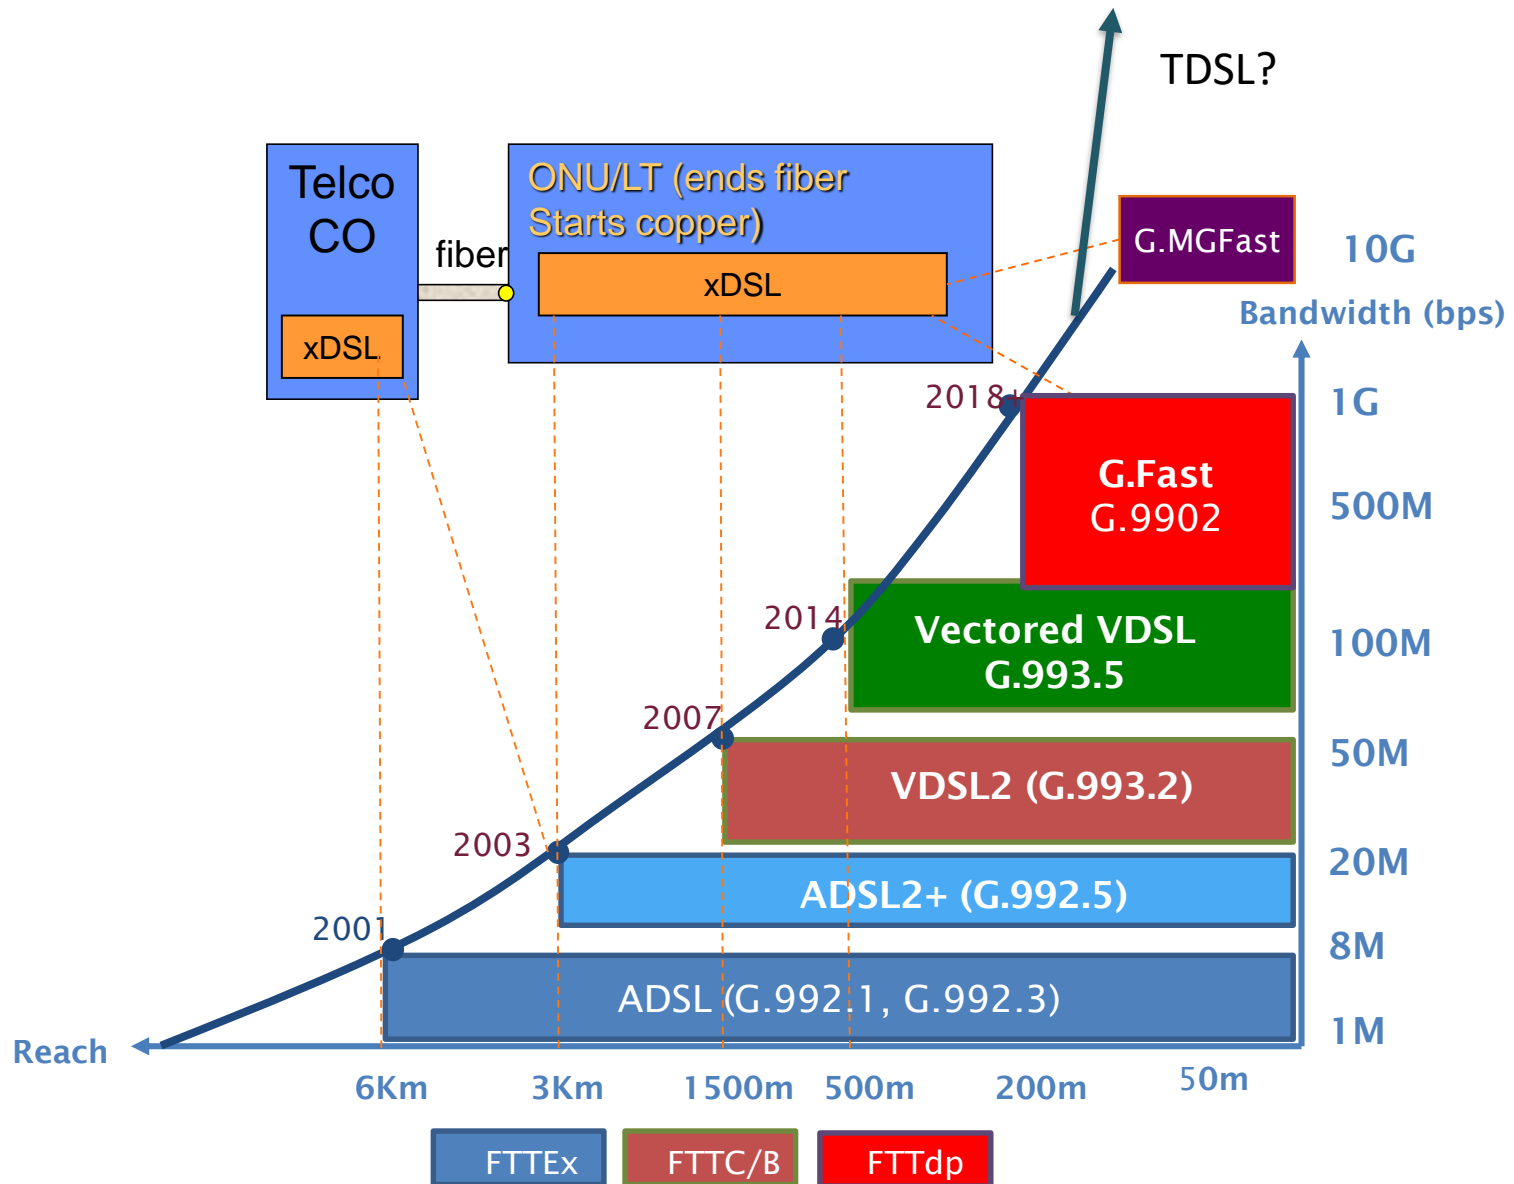 TDSL?
Telco
CO
fiber
ONU/LT (ends fiber
Starts copper)
xDSL
xDSL
G.MGFast
10G
Bandwidth (bps)
2018+
1G
G.Fast
G.9902
500M
2014
Vectored VDSL
G.993.5
100M
2007
50M
VDSL2 (G.993.2)
2003
20M
ADSL2+ (G.992.5)
2001
8M
ADSL (G.992.1, G.992.3)
1M
Reach
6Km
3Km
1500m
500m
200m
50m
FTTEx
FTTC/B
FTTdp